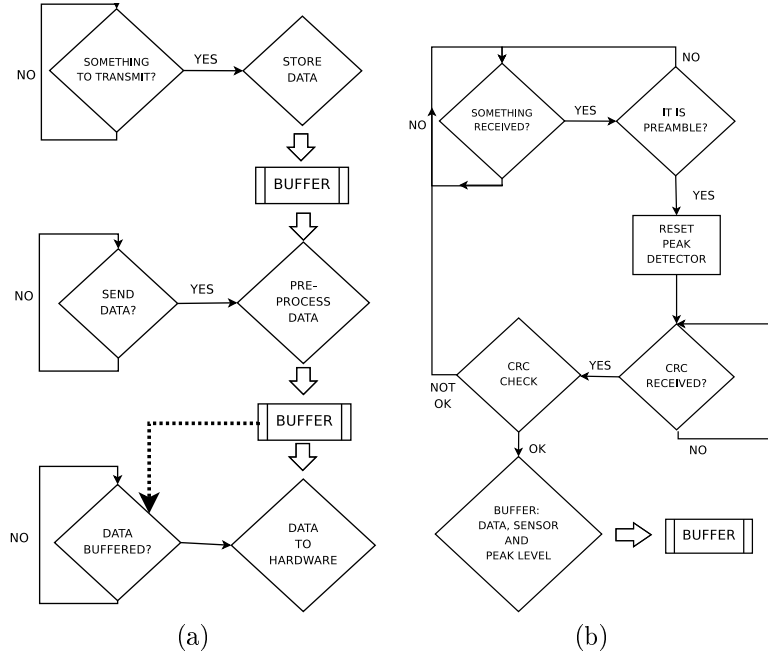 SOMETHING
TO TRANSMIT?
YES
STORE
DATA
NO
BUFFER
SEND
DATA?
YES
PRE-
PROCESS
DATA
NO
BUFFER
DATA
BUFFERED?
DATA
TO
HARDWARE
NO
(a)
NO
SOMETHING
RECEIVED?
YES
IT IS
PREAMBLE?
NO
YES
RESET
PEAK
DETECTOR
CRC
CHECK
YES
CRC
RECEIVED?
NOT
OK
NO
OK
BUFFER:
DATA, SENSOR
AND
PEAK LEVEL
BUFFER
(b)